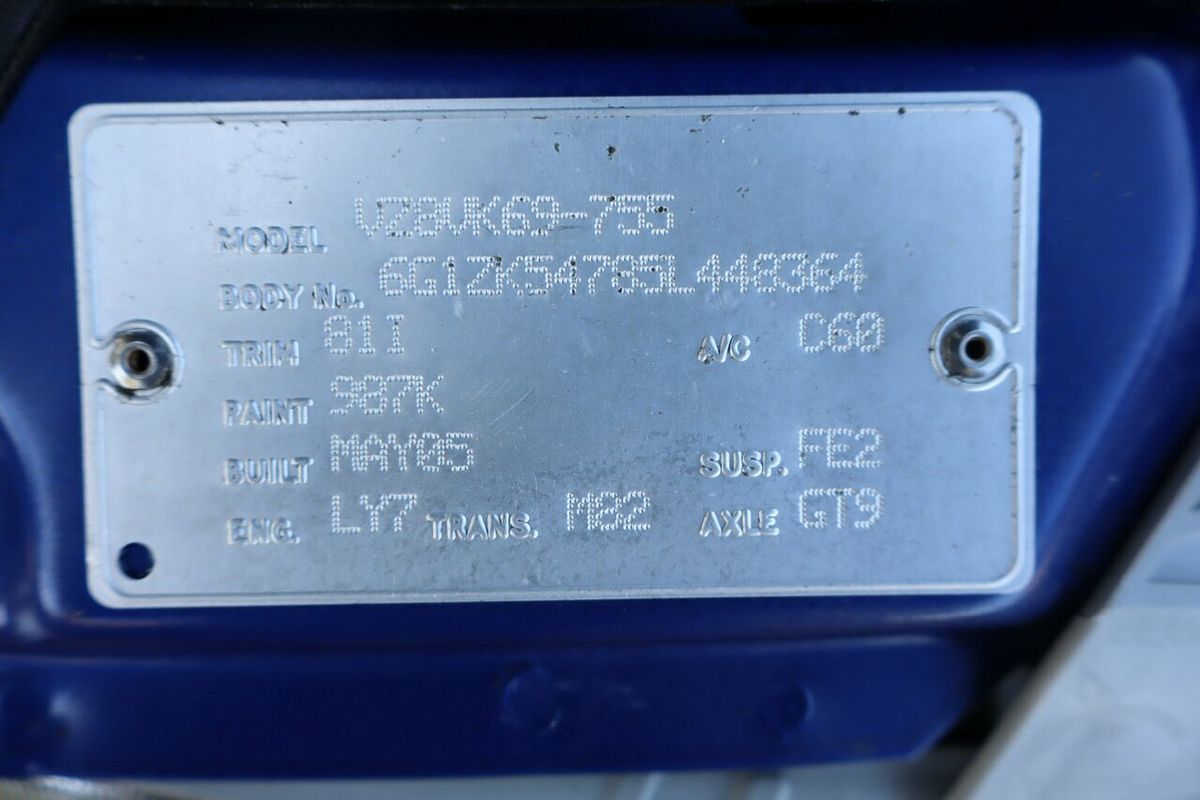 MODEL VZ8VK69-755
BODY No. 6G1ZK54785L448364
TRIM 81I A/C C60
PAINT 987K
BUILT MAY05 SUSP. FE2
ENG. LY7 TRANS. M82 AXLE GT9